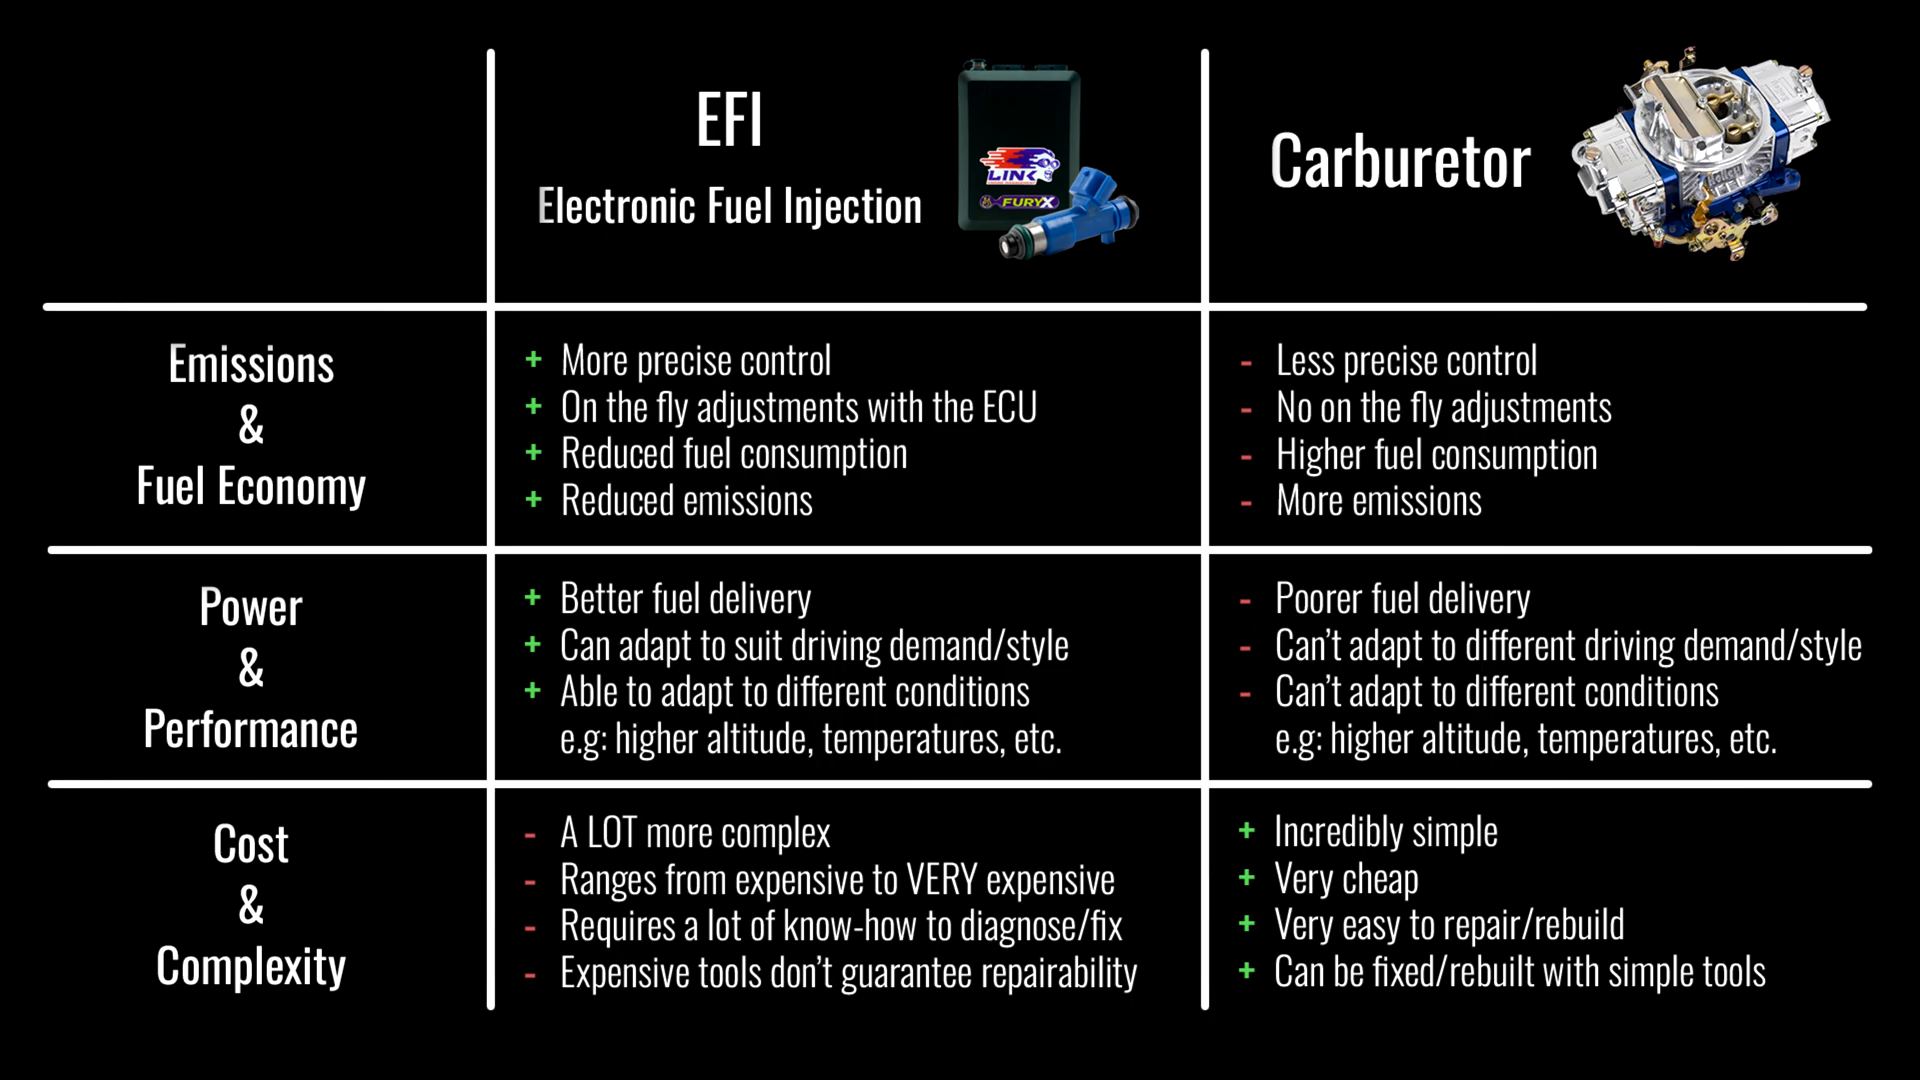 EFI
Electronic Fuel Injection
LINK
FURYX
Carburetor
Holley
Emissions
&
Fuel Economy
+ More precise control
+ On the fly adjustments with the ECU
+ Reduced fuel consumption
+ Reduced emissions
- Less precise control
- No on the fly adjustments
- Higher fuel consumption
- More emissions
Power
&
Performance
+ Better fuel delivery
+ Can adapt to suit driving demand/style
+ Able to adapt to different conditions
e.g: higher altitude, temperatures, etc.
- Poorer fuel delivery
- Can’t adapt to different driving demand/style
- Can’t adapt to different conditions
e.g: higher altitude, temperatures, etc.
Cost
&
Complexity
- A LOT more complex
- Ranges from expensive to VERY expensive
- Requires a lot of know-how to diagnose/fix
- Expensive tools don’t guarantee repairability
+ Incredibly simple
+ Very cheap
+ Very easy to repair/rebuild
+ Can be fixed/rebuilt with simple tools